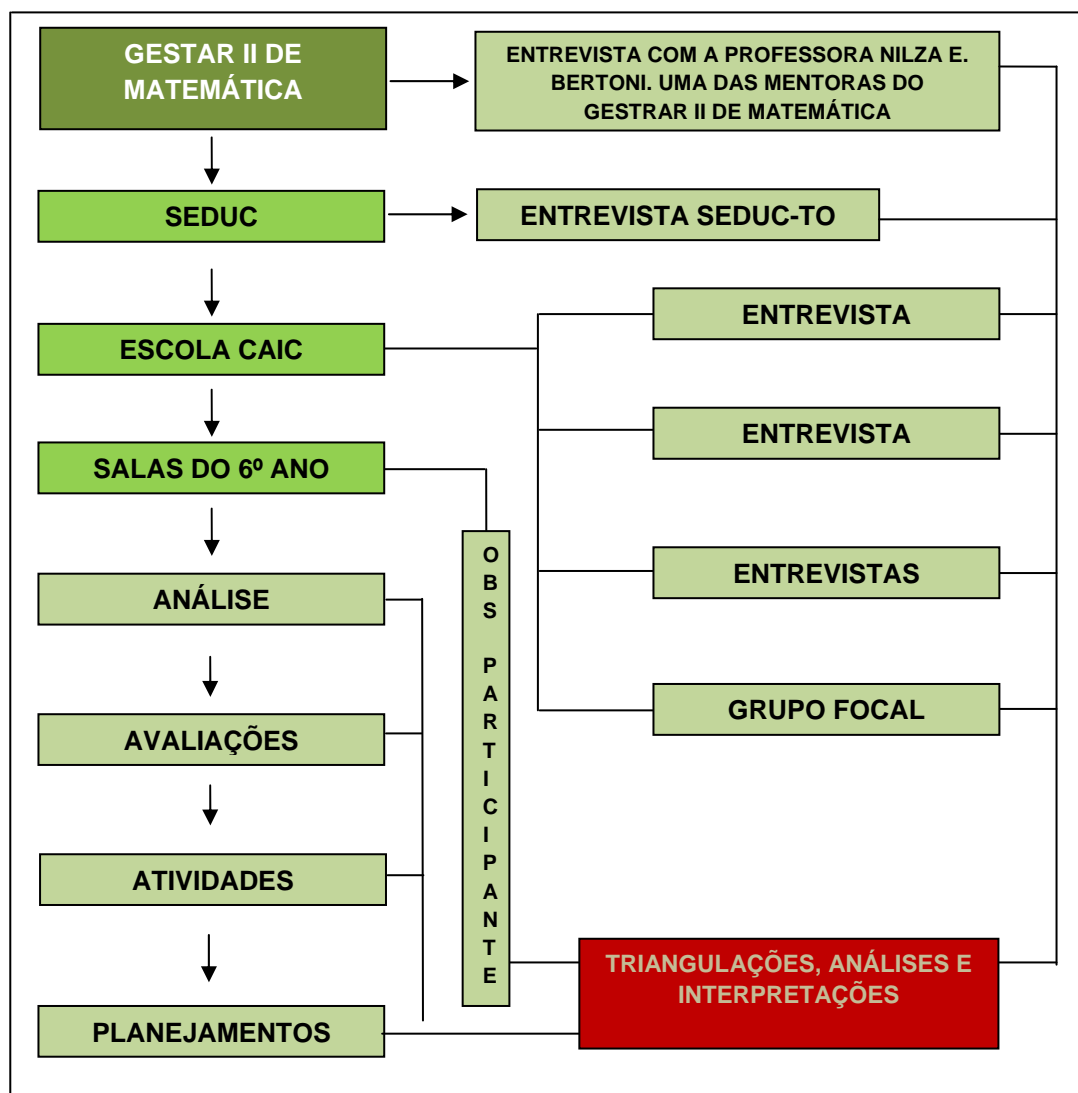 GESTAR II DE
MATEMÁTICA
ENTREVISTA COM A PROFESSORA NILZA E.
BERTONI. UMA DAS MENTORAS DO
GESTRAR II DE MATEMÁTICA
SEDUC
ENTREVISTA SEDUC-TO
ESCOLA CAIC
ENTREVISTA
ENTREVISTA
SALAS DO 6º ANO
OBS PARTICIPANTE
ENTREVISTAS
ANÁLISE
GRUPO FOCAL
AVALIAÇÕES
ATIVIDADES
TRIANGULAÇÕES, ANÁLISES E
INTERPRETAÇÕES
PLANEJAMENTOS